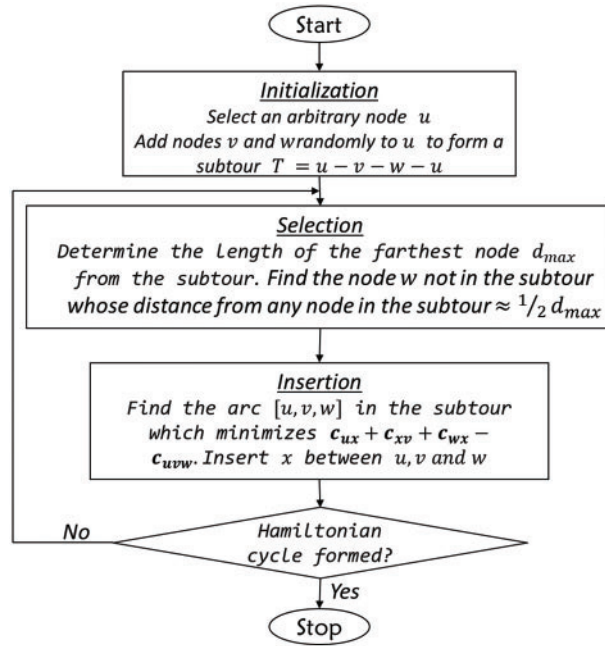 Start
Initialization
Select an arbitrary node u
Add nodes v and wrandomly to u to form a
subtour T = u − v − w − u
Selection
Determine the Length of the farthest node d_max
from the subtour. Find the node w not in the subtour
whose distance from any node in the subtour ≈ 1/2 d_max
Insertion
Find the arc [u, v, w] in the subtour
which minimizes c_ux + c_xv + c_wx −
c_uvw. Insert x between u, v and w
Hamiltonian
No
cycle formed?
Yes
Stop